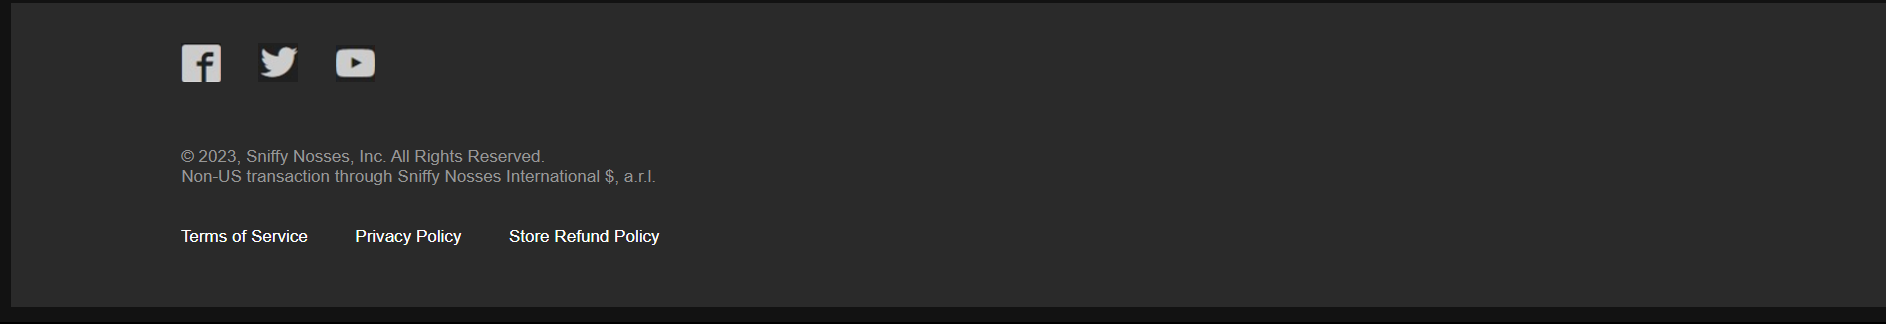 © 2023, Sniffy Nosses, Inc. All Rights Reserved.
Non-US transaction through Sniffy Nosses International $, a.r.l.
Terms of Service Privacy Policy Store Refund Policy